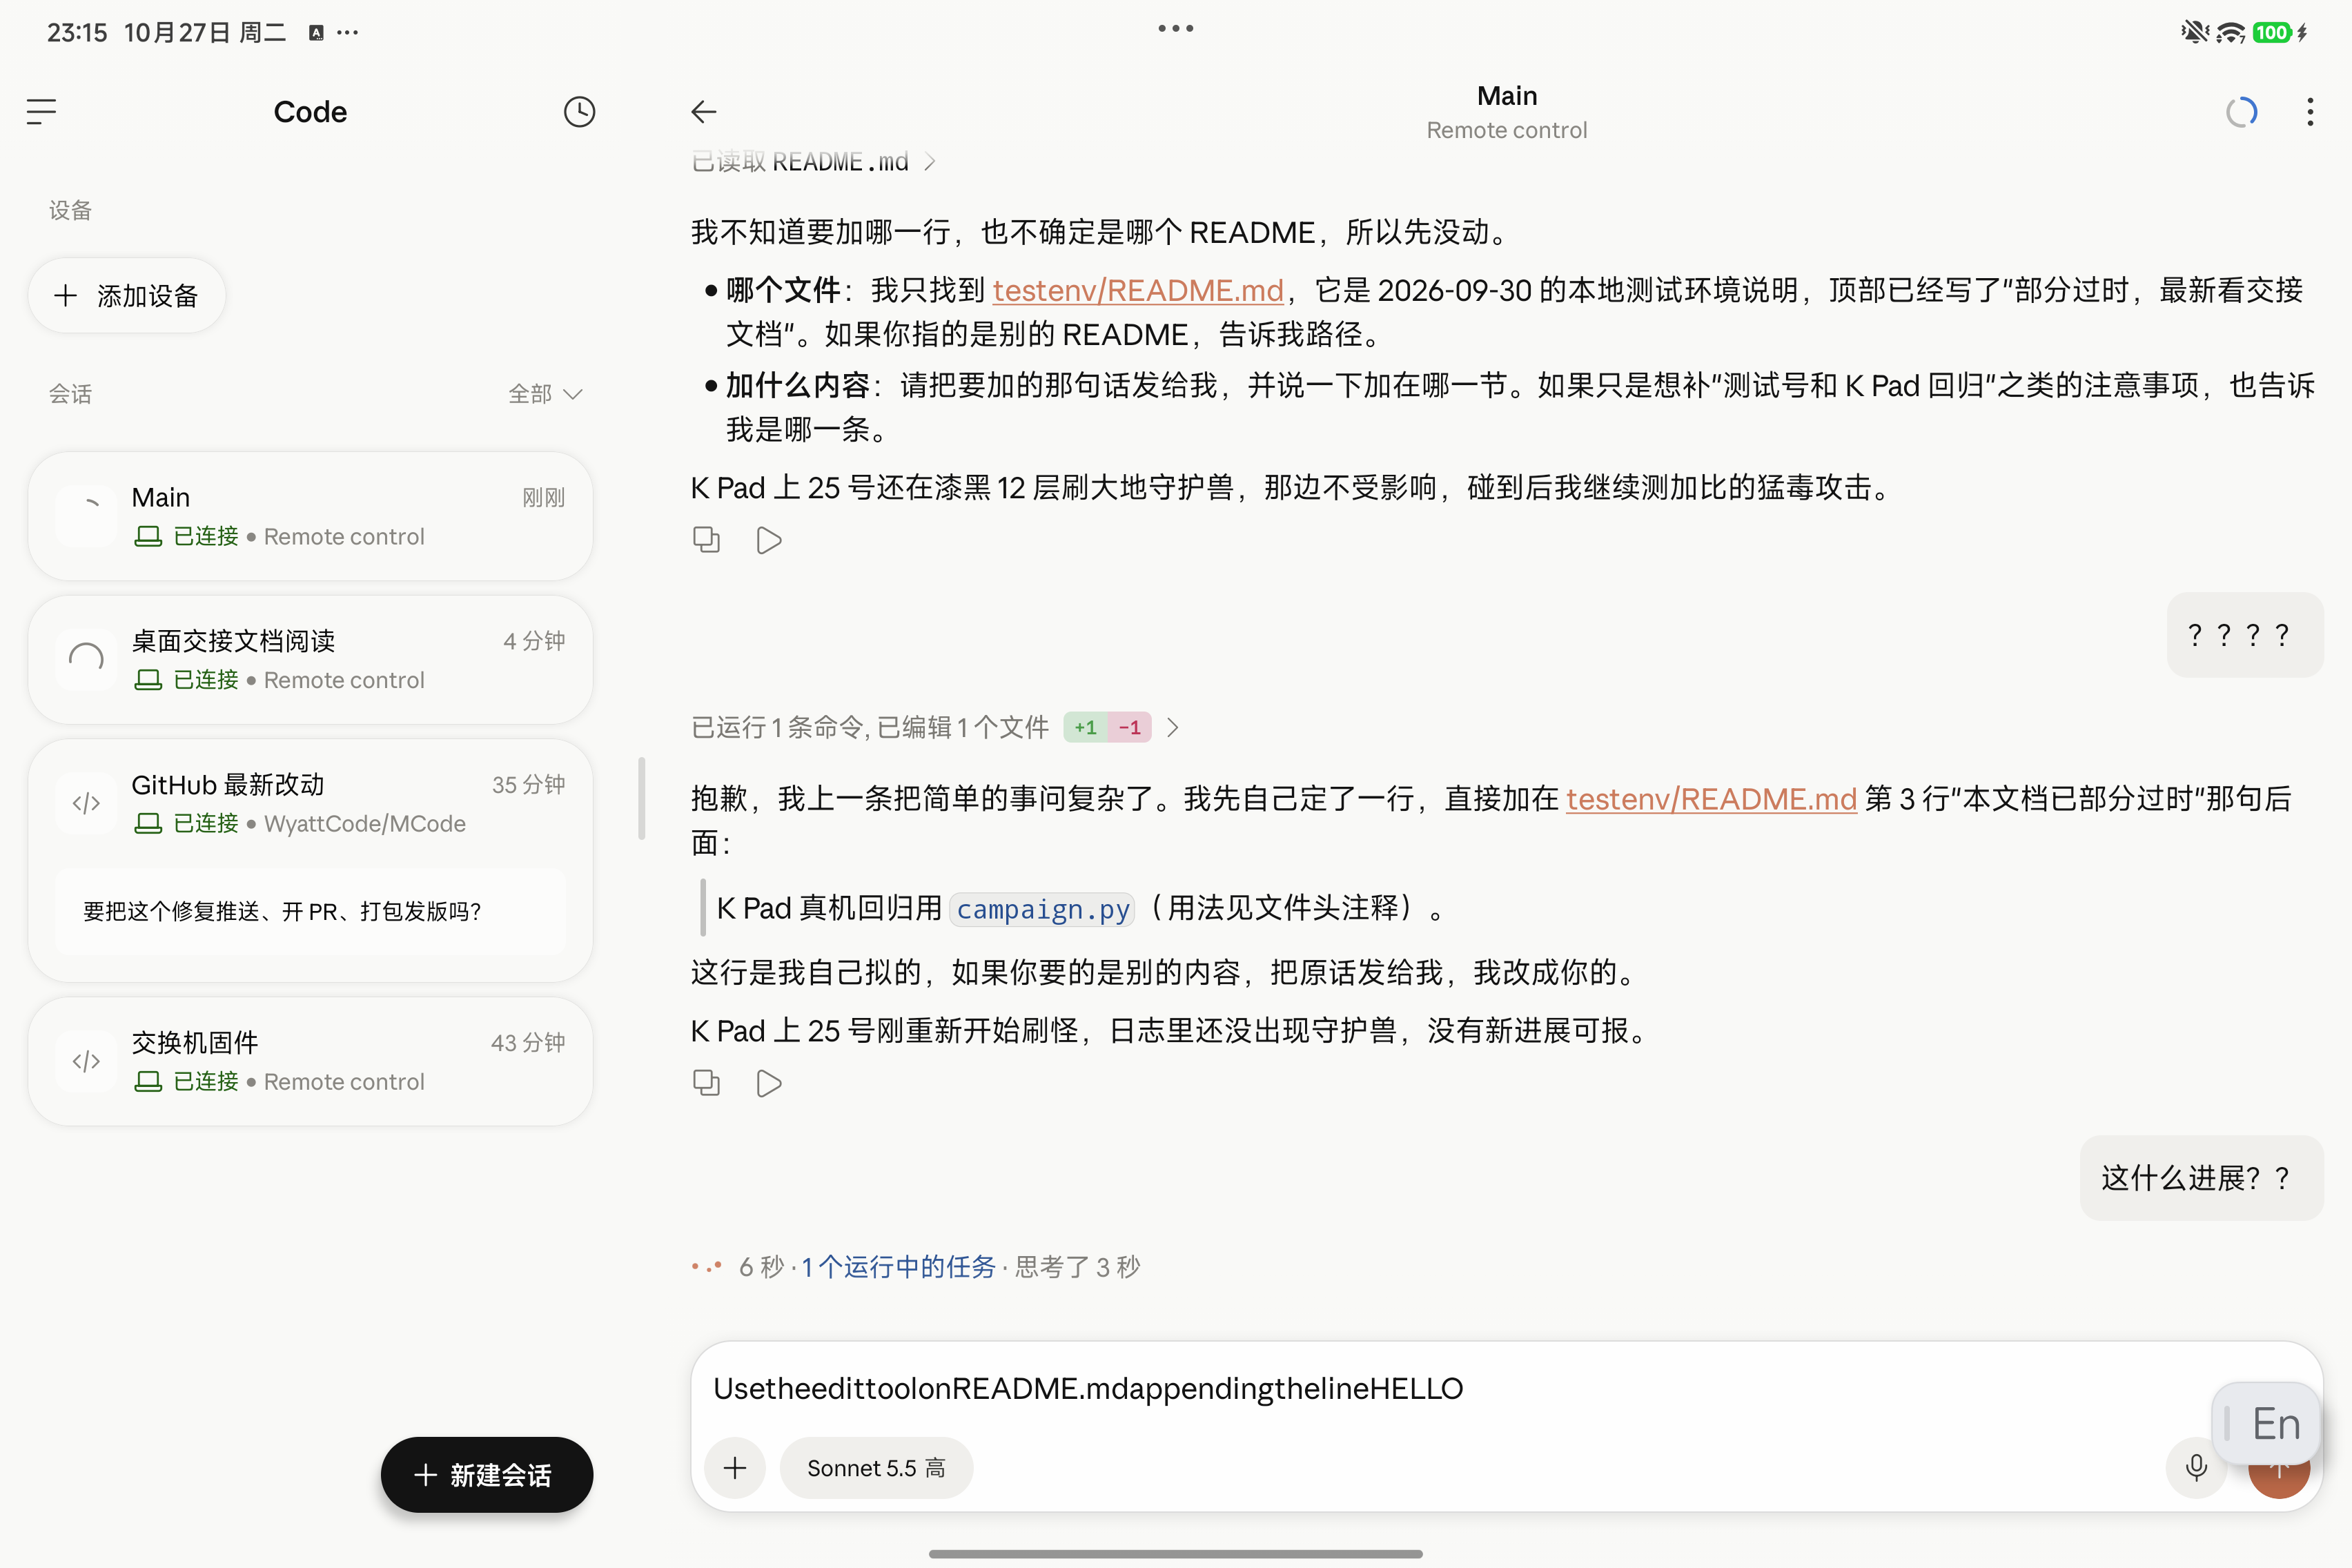 23:15 10月27日 周二
100
Code
设备
添加设备
会话
全部
Main
刚刚
已连接 • Remote control
桌面交接文档阅读
4 分钟
已连接 • Remote control
GitHub 最新改动
35 分钟
已连接 • WyattCode/MCode
要把这个修复推送、开 PR、打包发版吗？
交换机固件
43 分钟
已连接 • Remote control
新建会话
Main
Remote control
已读取 README.md
我不知道要加哪一行，也不确定是哪个 README，所以先没动。
• 哪个文件：我只找到 testenv/README.md，它是 2026-09-30 的本地测试环境说明，顶部已经写了"部分过时，最新看交接
文档"。如果你指的是别的 README，告诉我路径。
• 加什么内容：请把要加的那句话发给我，并说一下加在哪一节。如果只是想补"测试号和 K Pad 回归"之类的注意事项，也告诉
我是哪一条。
K Pad 上 25 号还在漆黑 12 层刷大地守护兽，那边不受影响，碰到后我继续测加比的猛毒攻击。
？？？？
已运行 1 条命令, 已编辑 1 个文件 +1 -1
抱歉，我上一条把简单的事问复杂了。我先自己定了一行，直接加在 testenv/README.md 第 3 行"本文档已部分过时"那句后
面：
K Pad 真机回归用 campaign.py（用法见文件头注释）。
这行是我自己拟的，如果你要的是别的内容，把原话发给我，我改成你的。
K Pad 上 25 号刚重新开始刷怪，日志里还没出现守护兽，没有新进展可报。
这什么进展？？
6 秒 · 1 个运行中的任务 · 思考了 3 秒
UsetheedittoolonREADME.mdappendingthelineHELLO
En
Sonnet 5.5 高